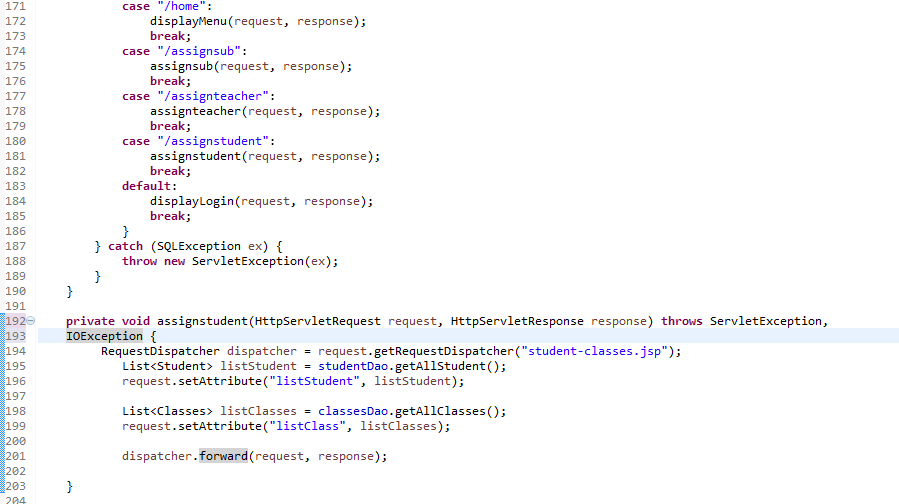 171 case "/home":
172 displayMenu(request, response);
173 break;
174 case "/assignsub":
175 assignsub(request, response);
176 break;
177 case "/assignteacher":
178 assignteacher(request, response);
179 break;
180 case "/assignstudent":
181 assignstudent(request, response);
182 break;
183 default:
184 displayLogin(request, response);
185 break;
186 }
187 } catch (SQLException ex) {
188 throw new ServletException(ex);
189 }
190 }
191
192 private void assignstudent(HttpServletRequest request, HttpServletResponse response) throws ServletException,
193 IOException {
194 RequestDispatcher dispatcher = request.getRequestDispatcher("student-classes.jsp");
195 List<Student> listStudent = studentDao.getAllStudent();
196 request.setAttribute("listStudent", listStudent);
197
198 List<Classes> listClasses = classesDao.getAllClasses();
199 request.setAttribute("listClass", listClasses);
200
201 dispatcher.forward(request, response);
202
203 }
204